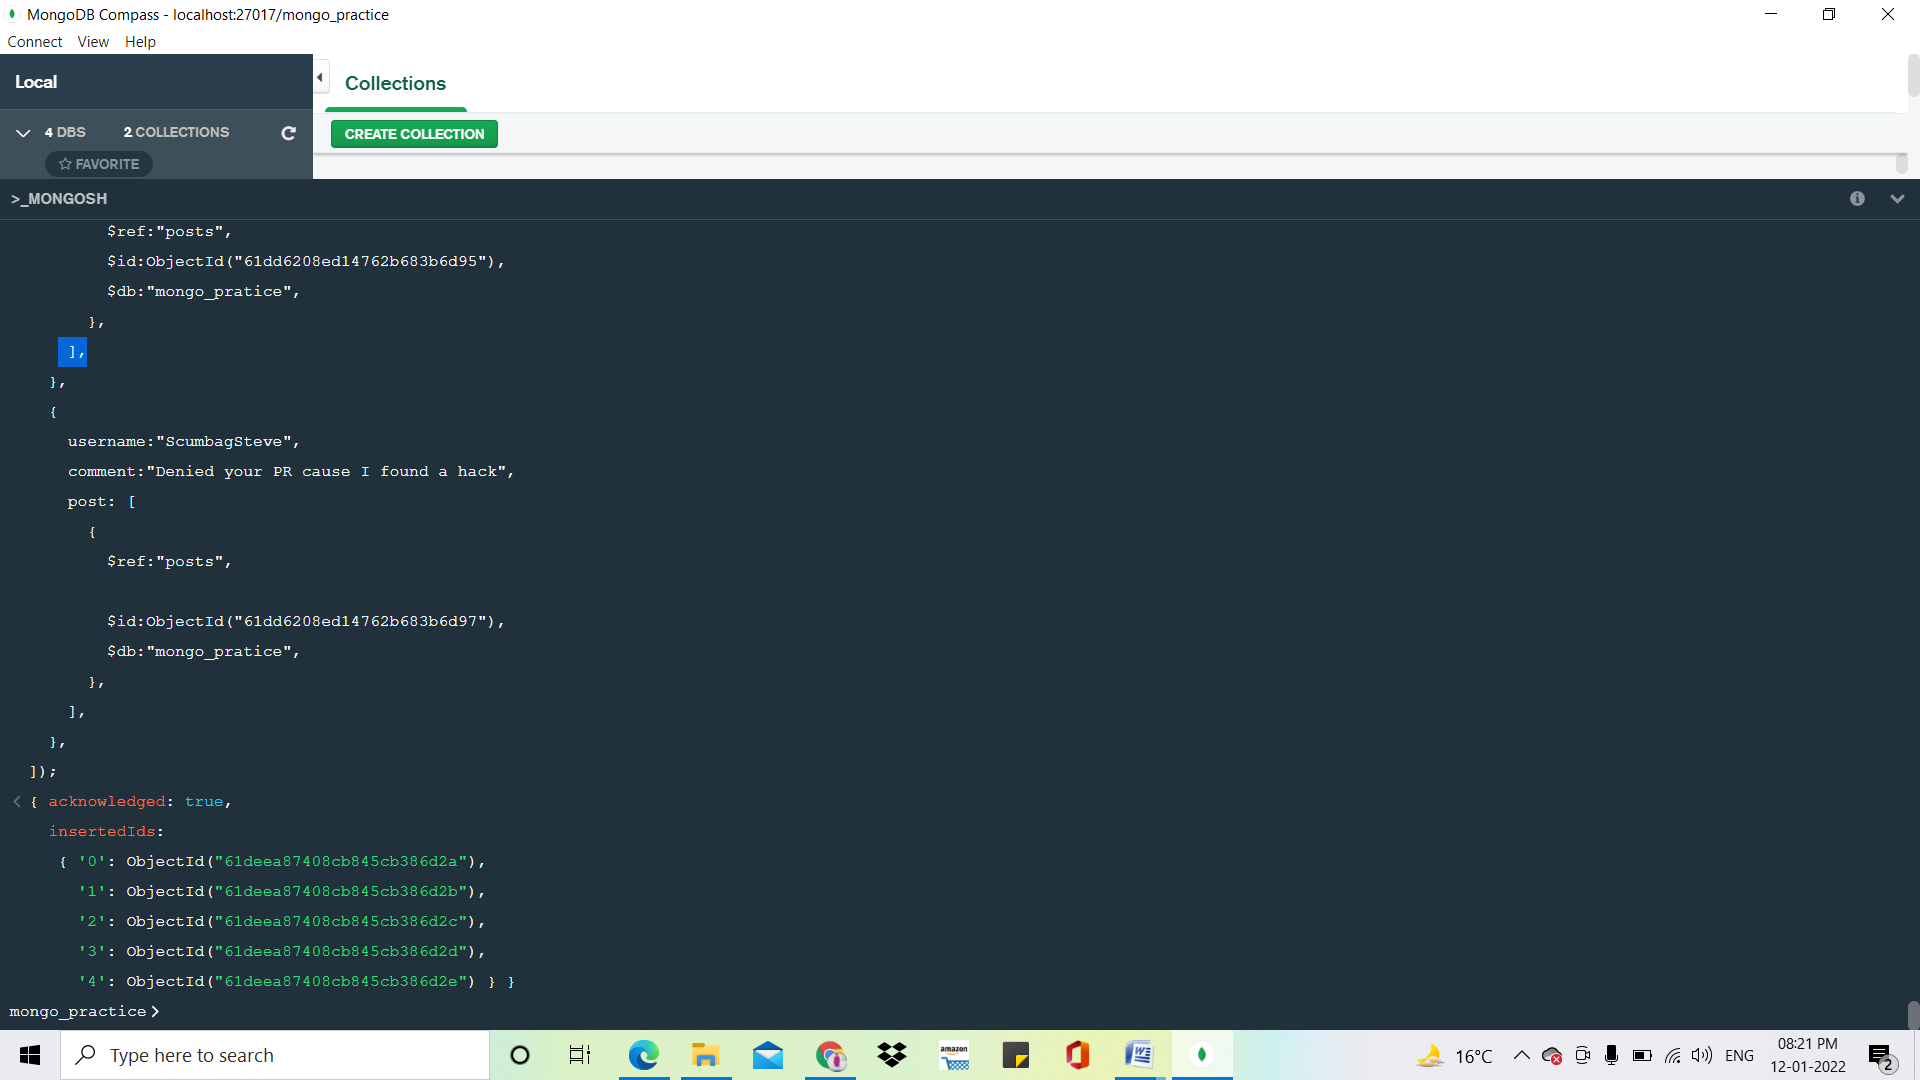 MongoDB Compass - localhost:27017/mongo_practice
Connect View Help
Local
Collections
4 DBS 2 COLLECTIONS
CREATE COLLECTION
FAVORITE
>_MONGOSH
$ref:"posts",
$id:ObjectId("61dd6208ed14762b683b6d95"),
$db:"mongo_pratice",
},
],
},
{
username:"ScumbagSteve",
comment:"Denied your PR cause I found a hack",
post: [
{
$ref:"posts",
$id:ObjectId("61dd6208ed14762b683b6d97"),
$db:"mongo_pratice",
},
],
},
]);
< { acknowledged: true,
insertedIds:
{ '0': ObjectId("61deea87408cb845cb386d2a"),
'1': ObjectId("61deea87408cb845cb386d2b"),
'2': ObjectId("61deea87408cb845cb386d2c"),
'3': ObjectId("61deea87408cb845cb386d2d"),
'4': ObjectId("61deea87408cb845cb386d2e") } }
mongo_practice>
Type here to search
amazon
16°C
ENG
08:21 PM
12-01-2022
2